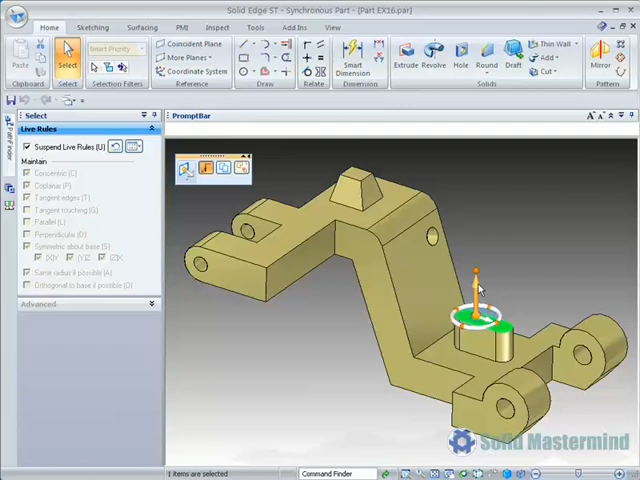 Solid Edge ST - Synchronous Part - [Part EX16.par]
Home Sketching Surfacing PMI Inspect Tools Add Ins View
Paste
Select
Smart Priority
Coincident Plane
More Planes
Coordinate System
Smart Dimension
Extrude Revolve Hole Round Draft
Thin Wall
Add
Cut
Mirror
Clipboard Select Selection Filters Reference Draw Solids
Select
PromptBar
PathFinder
Live Rules
Suspend Live Rules (U)
Maintain
Concentric (C)
Coplanar (P)
Tangent edges (T)
Tangent touching (G)
Parallel (L)
Perpendicular (D)
Symmetric about base (S)
(X)Y (Y)Z (Z)X
Same radius if possible (A)
Orthogonal to base if possible (O)
Advanced
Solid Mastermind
1 items are selected
Command Finder